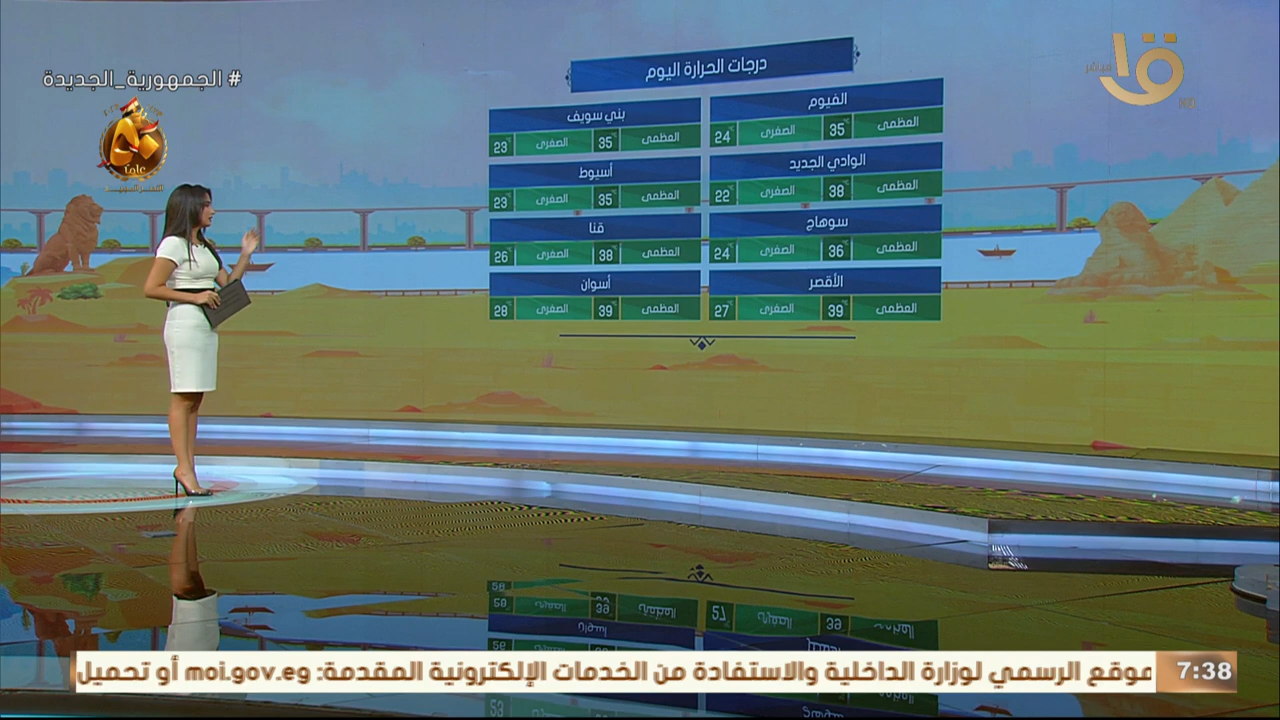 #الجمهورية_الجديدة
عاماً
مباشر
درجات الحرارة اليوم
الفيوم
العظمى 35 الصغرى 24
بني سويف
العظمى 35 الصغرى 23
الوادي الجديد
العظمى 38 الصغرى 22
أسيوط
العظمى 35 الصغرى 23
سوهاج
العظمى 36 الصغرى 24
قنا
العظمى 38 الصغرى 26
الأقصر
العظمى 39 الصغرى 27
أسوان
العظمى 39 الصغرى 28
7:38
موقع الرسمي لوزارة الداخلية والاستفادة من الخدمات الإلكترونية المقدمة: moi.gov.eg أو تحميل